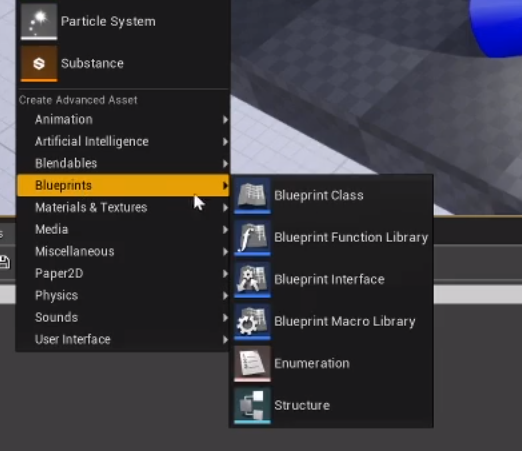 Particle System
Substance
Create Advanced Asset
Animation
Artificial Intelligence
Blendables
Blueprints
Materials & Textures
Media
Miscellaneous
Paper2D
Physics
Sounds
User Interface
Blueprint Class
Blueprint Function Library
Blueprint Interface
Blueprint Macro Library
Enumeration
Structure